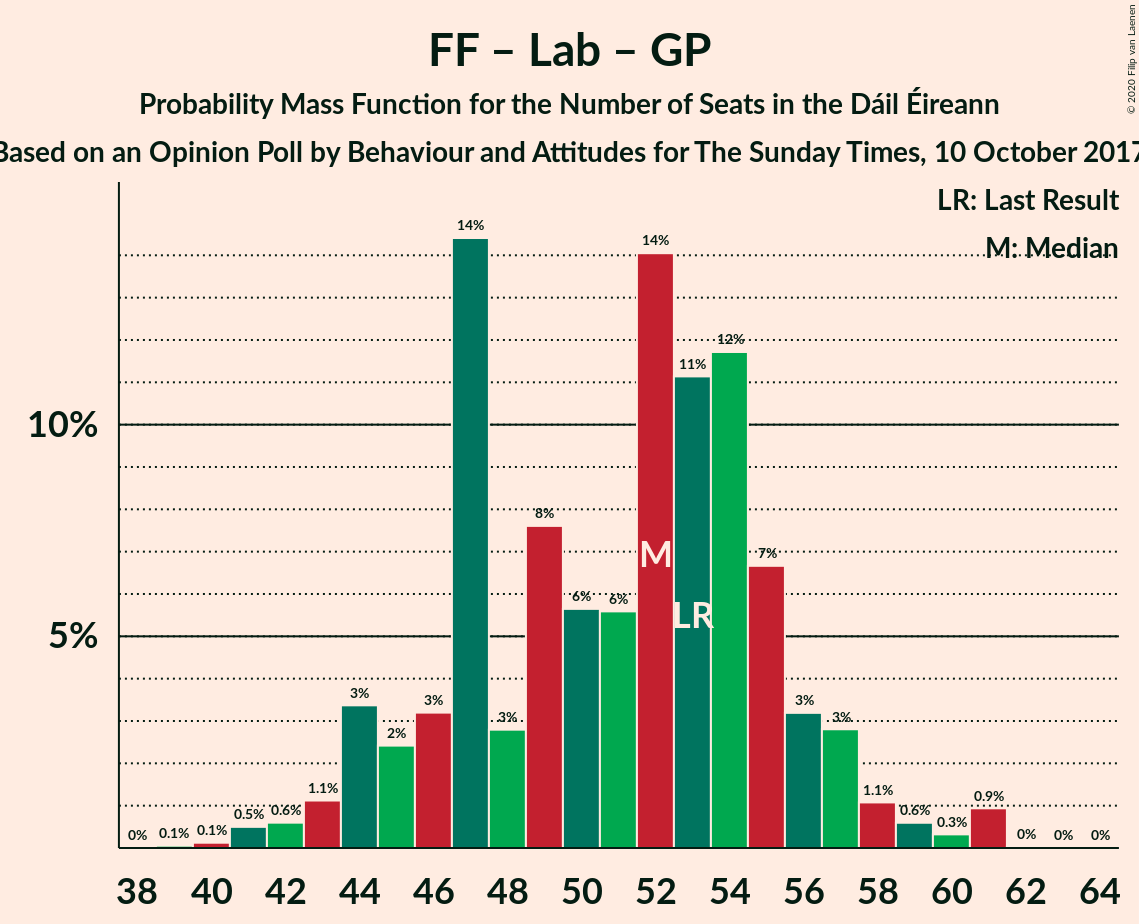 FF – Lab – GP
Probability Mass Function for the Number of Seats in the Dáil Éireann
Based on an Opinion Poll by Behaviour and Attitudes for The Sunday Times, 10 October 2017
© 2020 Filip van Laenen
LR: Last Result
M: Median
10%
5%
0% 0.1% 0.1% 0.5% 0.6% 1.1% 3% 2% 3% 14% 3% 8% 6% 6% 14% 11% 12% 7% 3% 3% 1.1% 0.6% 0.3% 0.9% 0% 0% 0%
M
LR
38 40 42 44 46 48 50 52 54 56 58 60 62 64